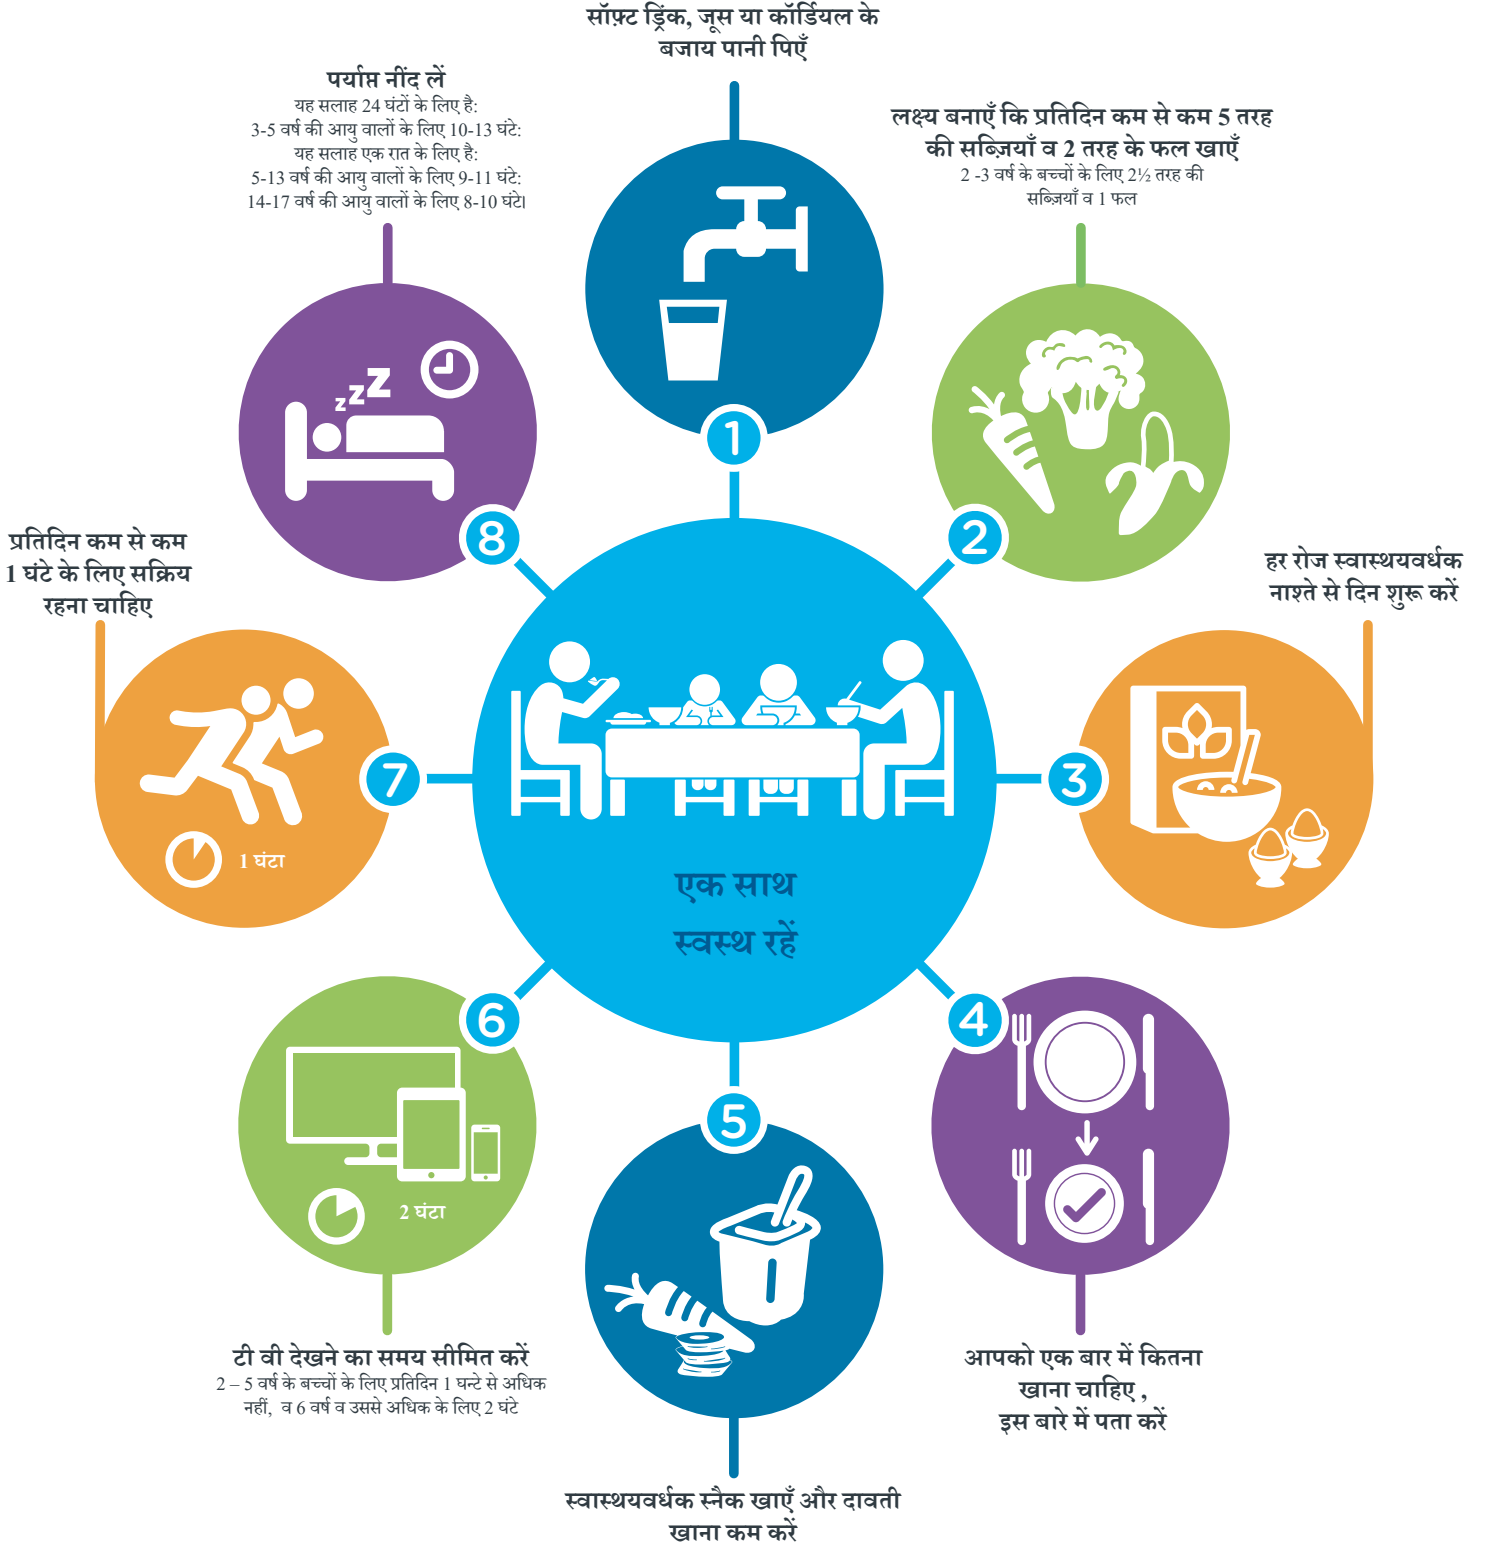 सॉफ़्ट ड्रिंक, जूस या कॉर्डियल के
बजाय पानी पिएँ
1
लक्ष्य बनाएँ कि प्रतिदिन कम से कम 5 तरह
की सब्ज़ियाँ व 2 तरह के फल खाएँ
2 -3 वर्ष के बच्चों के लिए 2½ तरह की
सब्ज़ियाँ व 1 फल
2
हर रोज स्वास्थयवर्धक
नाश्ते से दिन शुरू करें
3
4
आपको एक बार में कितना
खाना चाहिए ,
इस बारे में पता करें
5
स्वास्थयवर्धक स्नैक खाएँ और दावती
खाना कम करें
6
2 घंटा
टी वी देखने का समय सीमित करें
2 – 5 वर्ष के बच्चों के लिए प्रतिदिन 1 घन्टे से अधिक
नहीं, व 6 वर्ष व उससे अधिक के लिए 2 घंटे
प्रतिदिन कम से कम
1 घंटे के लिए सक्रिय
रहना चाहिए
7
1 घंटा
पर्याप्त नींद लें
यह सलाह 24 घंटों के लिए है:
3-5 वर्ष की आयु वालों के लिए 10-13 घंटे:
यह सलाह एक रात के लिए है:
5-13 वर्ष की आयु वालों के लिए 9-11 घंटे:
14-17 वर्ष की आयु वालों के लिए 8-10 घंटे।
zzz
8
एक साथ
स्वस्थ रहें